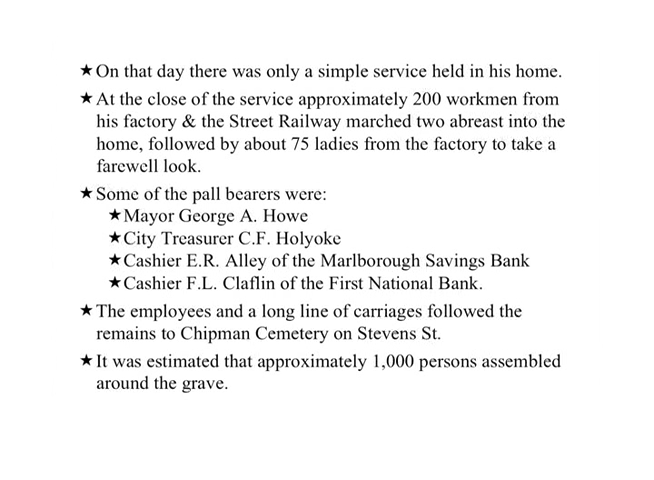 ★On that day there was only a simple service held in his home.
★At the close of the service approximately 200 workmen from
his factory & the Street Railway marched two abreast into the
home, followed by about 75 ladies from the factory to take a
farewell look.
★Some of the pall bearers were:
★Mayor George A. Howe
★City Treasurer C.F. Holyoke
★Cashier E.R. Alley of the Marlborough Savings Bank
★Cashier F.L. Claflin of the First National Bank.
★The employees and a long line of carriages followed the
remains to Chipman Cemetery on Stevens St.
★It was estimated that approximately 1,000 persons assembled
around the grave.